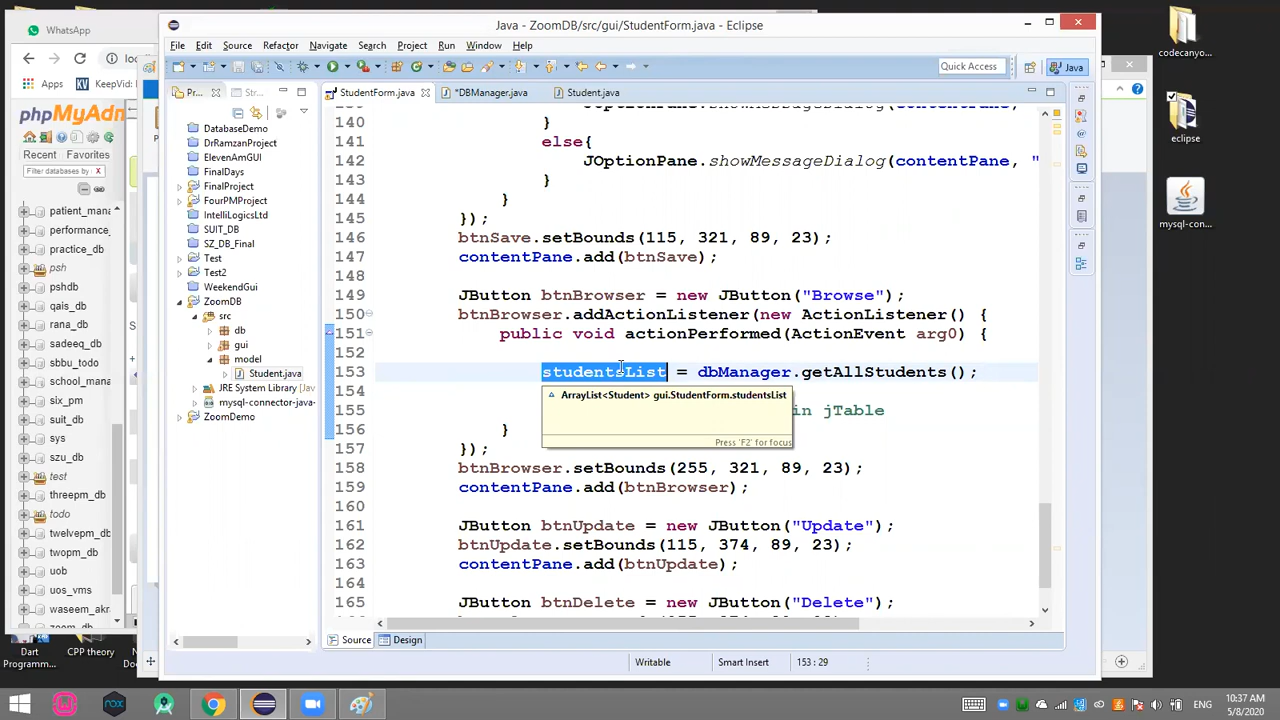 WhatsApp
Java - ZoomDB/src/gui/StudentForm.java - Eclipse
File Edit Source Refactor Navigate Search Project Run Window Help
Quick Access
Java
Apps KeepVid:
phpMyAdn
Recent Favorites
Filter databases by X
patient_mana
performance_
practice_db
psh
pshdb
qais_db
rana_db
sadeeq_db
sbbu_todo
school_manag
six_pm
suit_db
sys
szu_db
test
threepm_db
todo
twelvepm_db
twopm_db
uob
uos_vms
waseem_akra
Pr...
Str...
DatabaseDemo
DrRamzanProject
ElevenAmGUI
FinalDays
FinalProject
FourPMProject
IntelliLogicsLtd
SUIT_DB
SZ_DB_Final
Test
Test2
WeekendGui
ZoomDB
src
db
gui
model
Student.java
JRE System Library [
mysql-connector-java-
ZoomDemo
StudentForm.java *DBManager.java Student.java
140 }
141 else{
142 JOptionPane.showMessageDialog(contentPane, "
143 }
144 }
145 });
146 btnSave.setBounds(115, 321, 89, 23);
147 contentPane.add(btnSave);
148
149 JButton btnBrowser = new JButton("Browse");
150 btnBrowser.addActionListener(new ActionListener() {
151 public void actionPerformed(ActionEvent arg0) {
152
153 studentsList = dbManager.getAllStudents();
154
ArrayList<Student> gui.StudentForm.studentsList
155 in jTable
156 }
Press 'F2' for focus
157 });
158 btnBrowser.setBounds(255, 321, 89, 23);
159 contentPane.add(btnBrowser);
160
161 JButton btnUpdate = new JButton("Update");
162 btnUpdate.setBounds(115, 374, 89, 23);
163 contentPane.add(btnUpdate);
164
165 JButton btnDelete = new JButton("Delete");
Source Design
Writable Smart Insert 153 : 29
codecanyo...
eclipse
mysql-con...
Dart Programm...
CPP theory
ENG
10:37 AM
5/8/2020